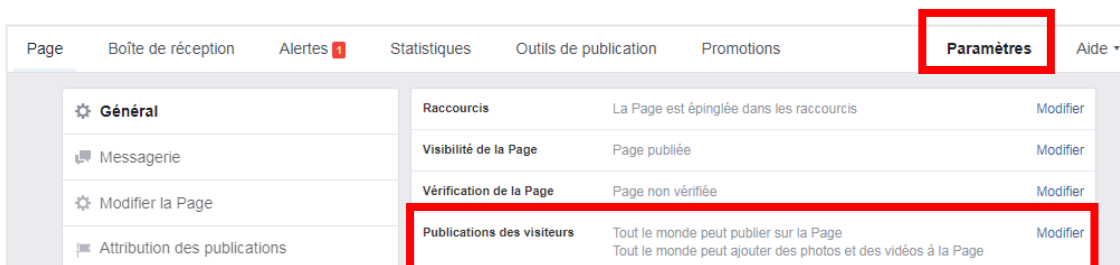 Page Boîte de réception Alertes 1 Statistiques Outils de publication Promotions Paramètres Aide
Général
Messagerie
Modifier la Page
Attribution des publications
Raccourcis La Page est épinglée dans les raccourcis Modifier
Visibilité de la Page Page publiée Modifier
Vérification de la Page Page non vérifiée Modifier
Publications des visiteurs Tout le monde peut publier sur la Page Modifier
Tout le monde peut ajouter des photos et des vidéos à la Page